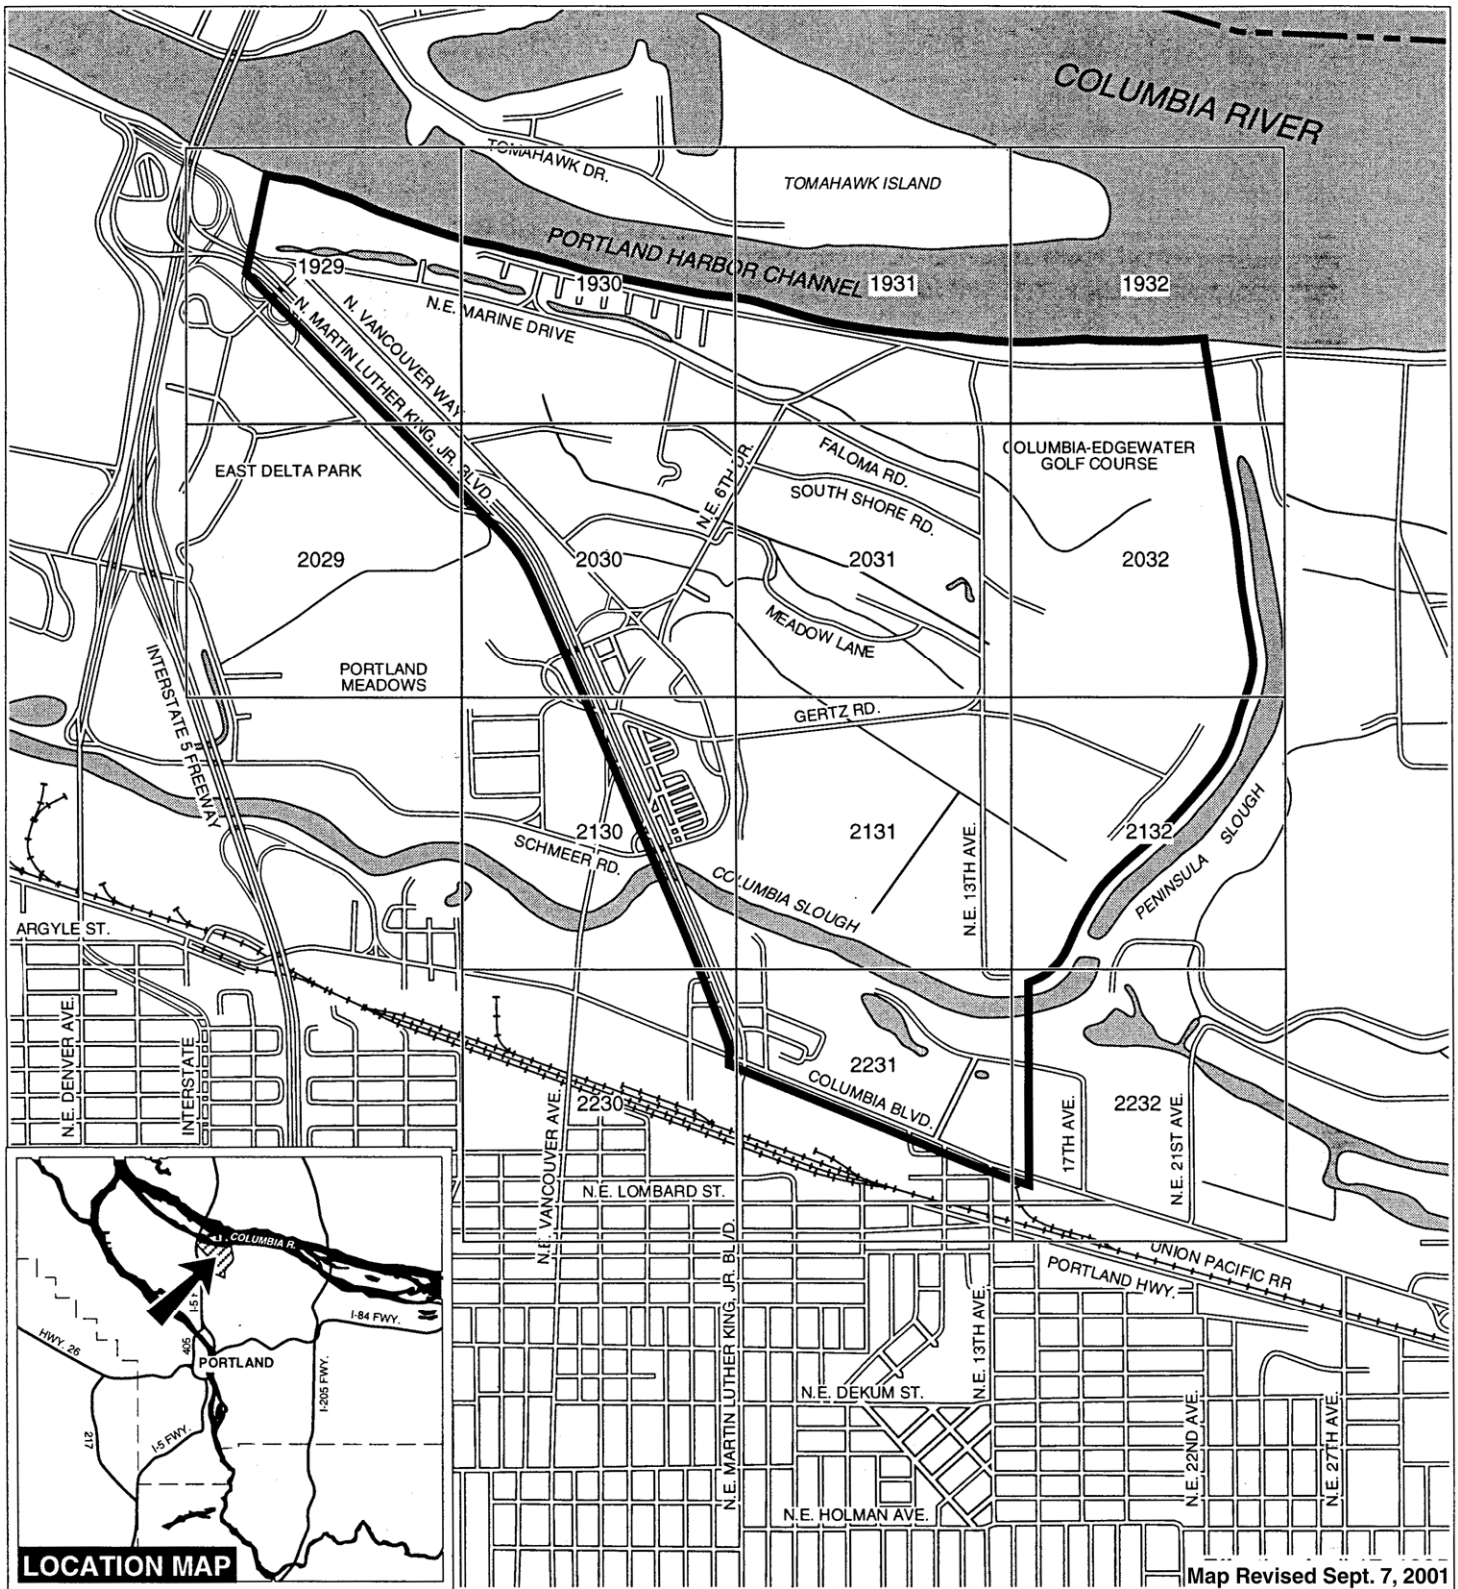 COLUMBIA RIVER
TOMAHAWK DR.
TOMAHAWK ISLAND
PORTLAND HARBOR CHANNEL
1929
1930
1931
1932
N. VANCOUVER WAY
N.E. MARINE DRIVE
N. MARTIN LUTHER KING, JR. BLVD.
EAST DELTA PARK
N.E. 6TH DR.
FALOMA RD.
SOUTH SHORE RD.
COLUMBIA-EDGEWATER
GOLF COURSE
2029
2030
2031
2032
MEADOW LANE
PORTLAND
MEADOWS
INTERSTATE 5 FREEWAY
GERTZ RD.
2130
2131
2132
SCHMEER RD.
COLUMBIA SLOUGH
N.E. 13TH AVE.
PENINSULA SLOUGH
ARGYLE ST.
N.E. DENVER AVE.
INTERSTATE
2230
2231
2232
COLUMBIA BLVD.
17TH AVE.
N.E. 21ST AVE.
N.E. VANCOUVER AVE.
N.E. LOMBARD ST.
UNION PACIFIC RR
PORTLAND HWY.
N.E. MARTIN LUTHER KING, JR. BLVD.
N.E. 13TH AVE.
N.E. DEKUM ST.
N.E. 22ND AVE.
N.E. 27TH AVE.
N.E. HOLMAN AVE.
COLUMBIA R.
I-5
I-84 FWY.
HWY. 26
405
PORTLAND
I-205 FWY.
217
I-5 FWY.
LOCATION MAP
Map Revised Sept. 7, 2001